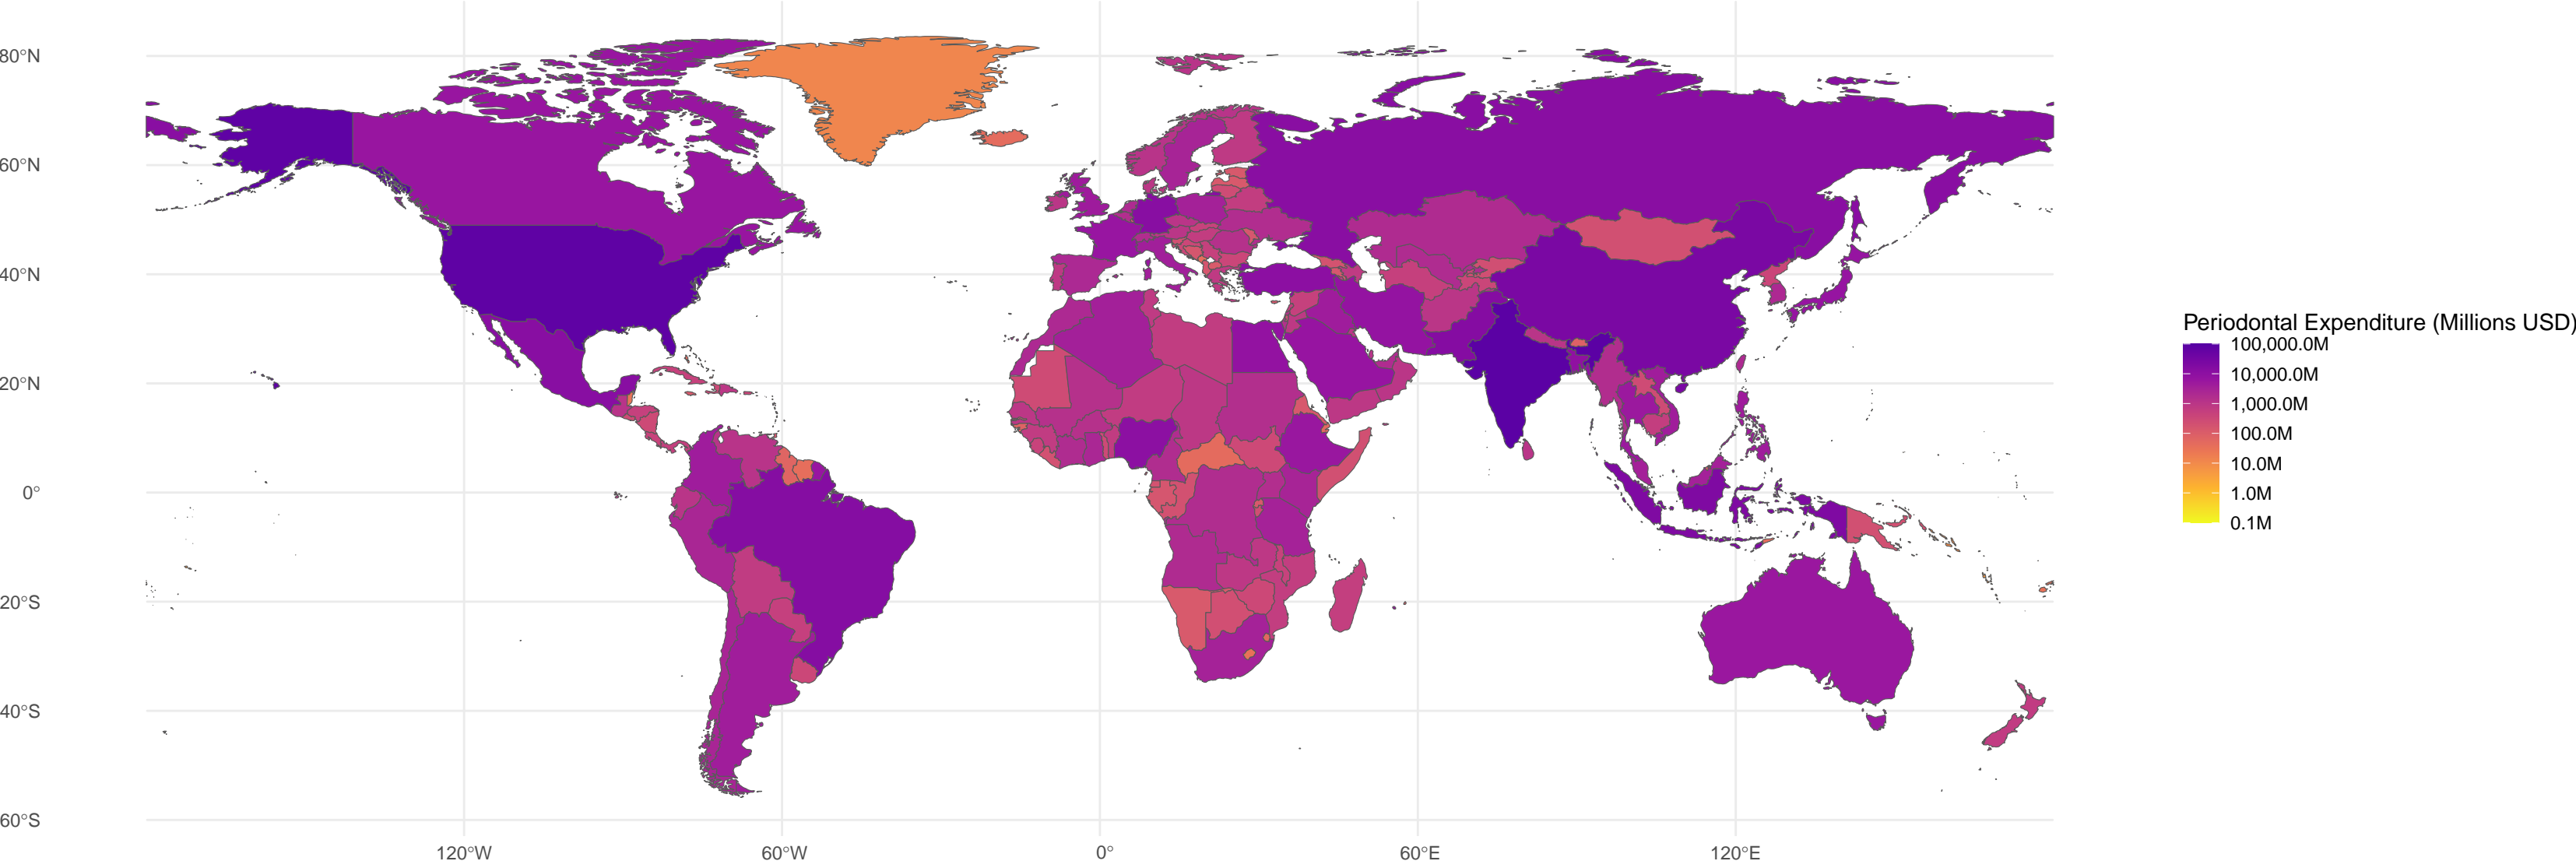 80°N
60°N
40°N
20°N
0°
20°S
40°S
60°S
120°W
60°W
0°
60°E
120°E
Periodontal Expenditure (Millions USD)
100,000.0M
10,000.0M
1,000.0M
100.0M
10.0M
1.0M
0.1M